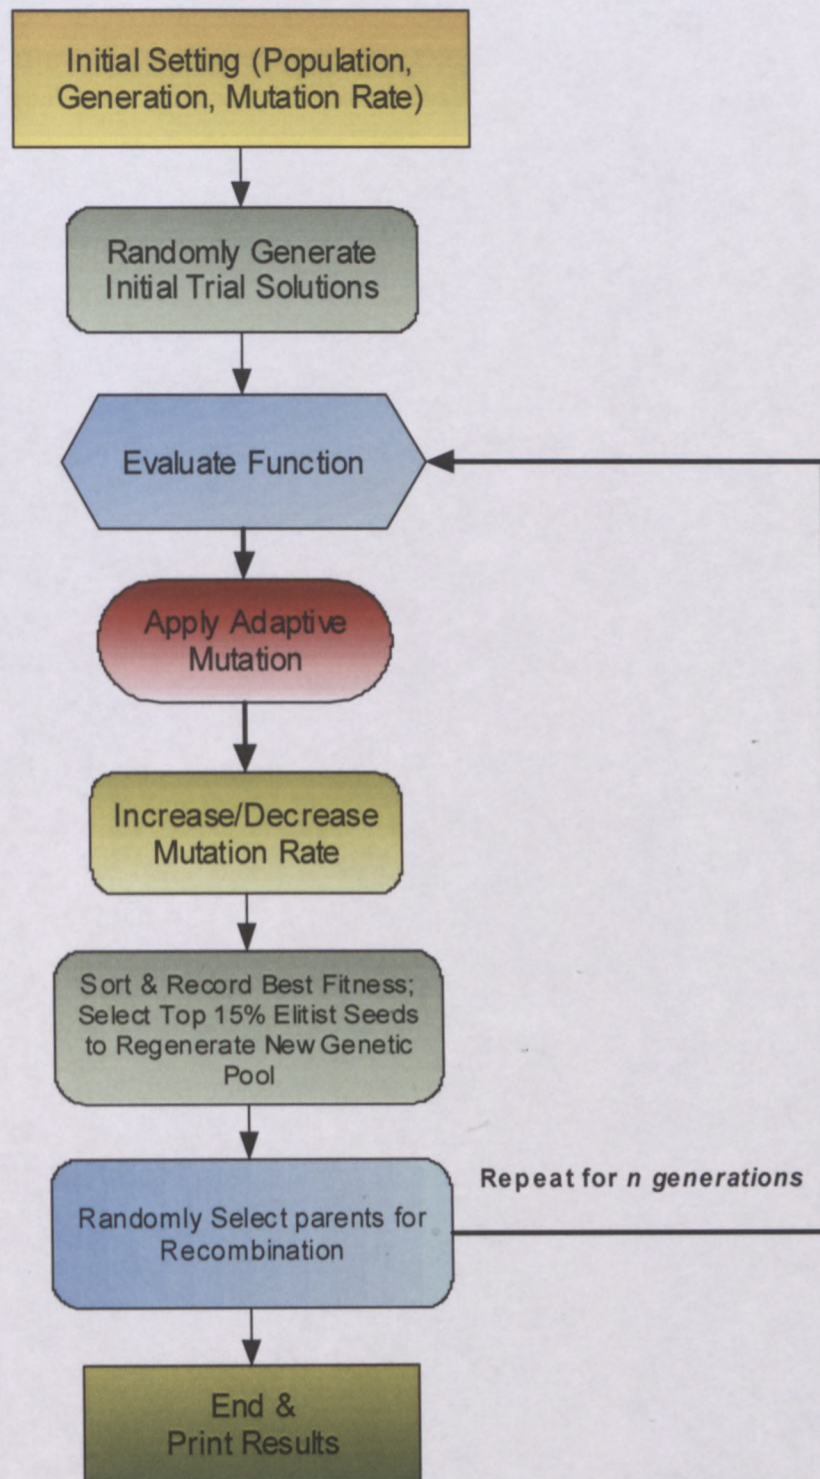 Initial Setting (Population,
Generation, Mutation Rate)
Randomly Generate
Initial Trial Solutions
Evaluate Function
Apply Adaptive
Mutation
Increase/Decrease
Mutation Rate
Sort & Record Best Fitness;
Select Top 15% Elitist Seeds
to Regenerate New Genetic
Pool
Repeat for n generations
Randomly Select parents for
Recombination
End &
Print Results